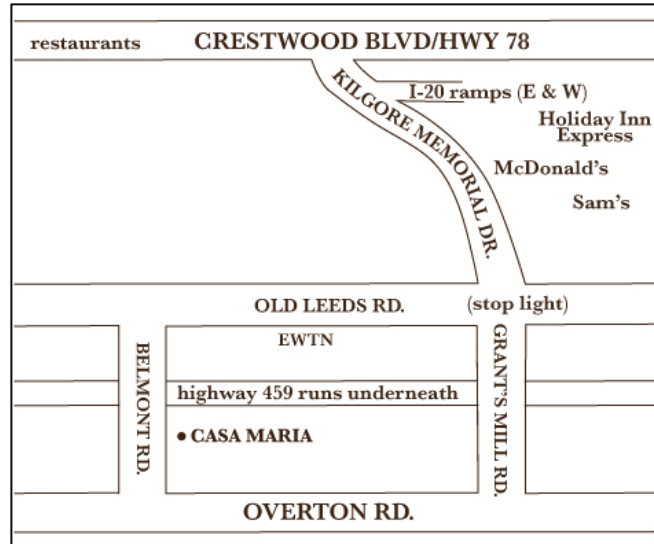 restaurants
CRESTWOOD BLVD/HWY 78
KILGORE MEMORIAL DR.
I-20 ramps (E & W)
Holiday Inn
Express
McDonald's
Sam's
OLD LEEDS RD.
(stop light)
EWTN
BELMONT RD.
GRANT'S MILL RD.
highway 459 runs underneath
• CASA MARIA
OVERTON RD.